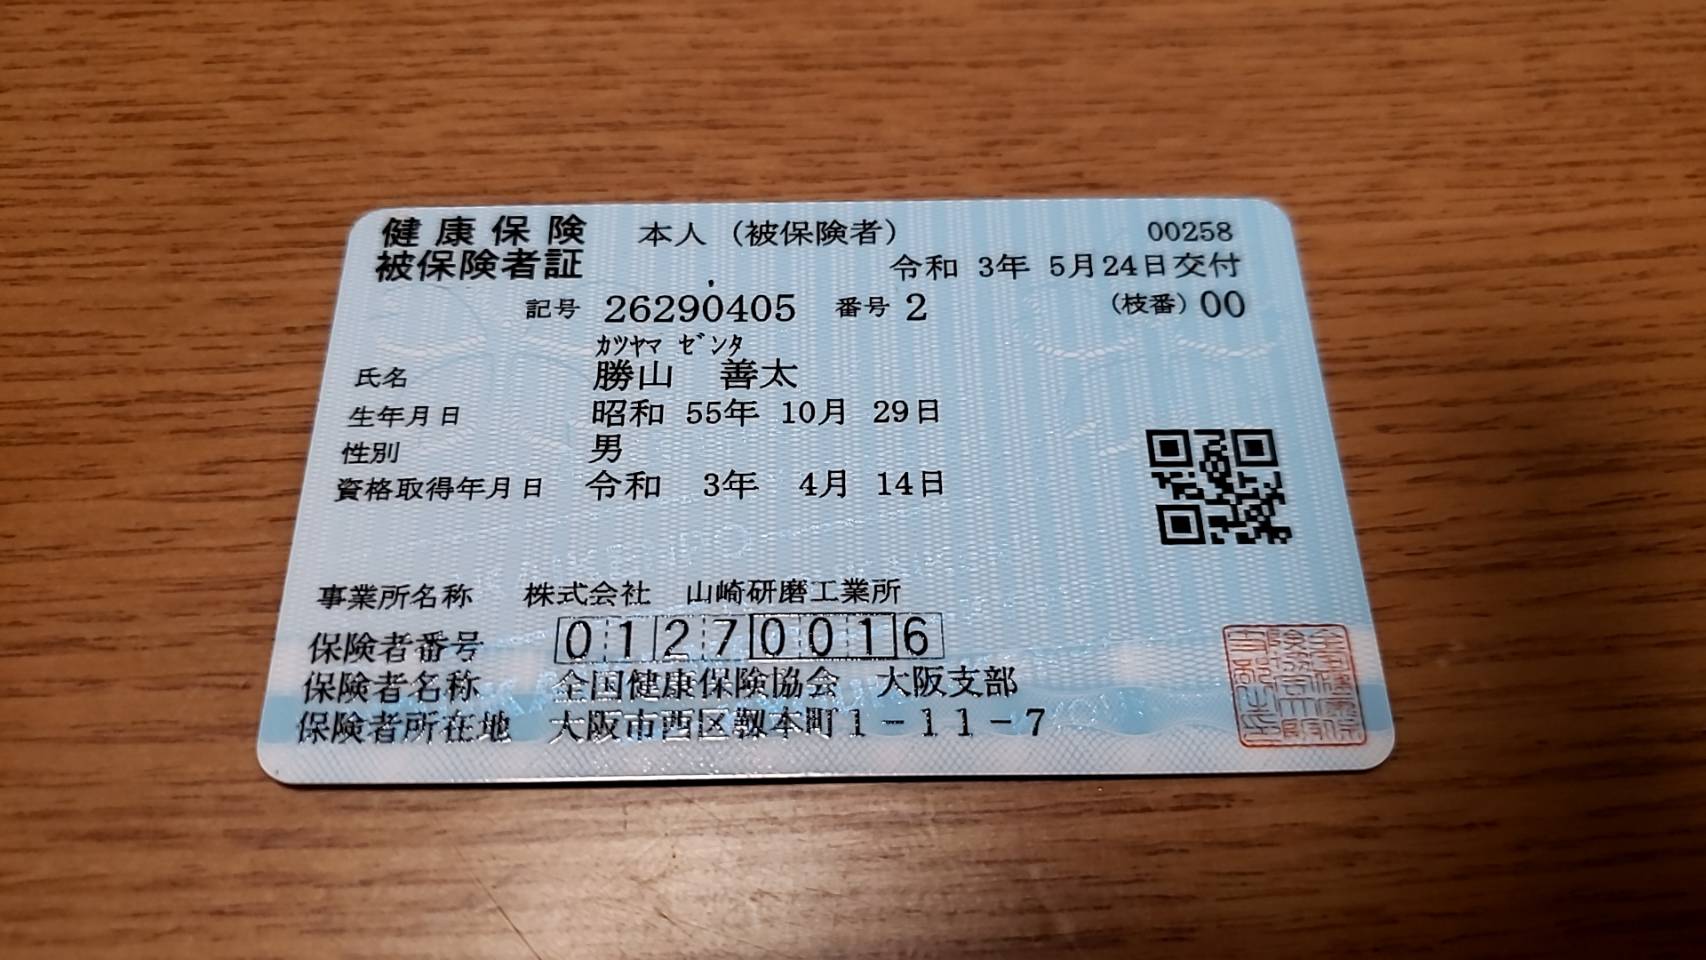 健康保険 本人（被保険者） 00258
被保険者証 令和 3年 5月24日交付
記号 26290405 番号 2 （枝番）00
ｶﾂﾔﾏ ｾﾞﾝﾀ
氏名 勝山 善太
生年月日 昭和 55年 10月 29日
性別 男
資格取得年月日 令和 3年 4月 14日
事業所名称 株式会社 山崎研磨工業所
保険者番号 01270016
保険者名称 全国健康保険協会 大阪支部
保険者所在地 大阪市西区靱本町1－11－7